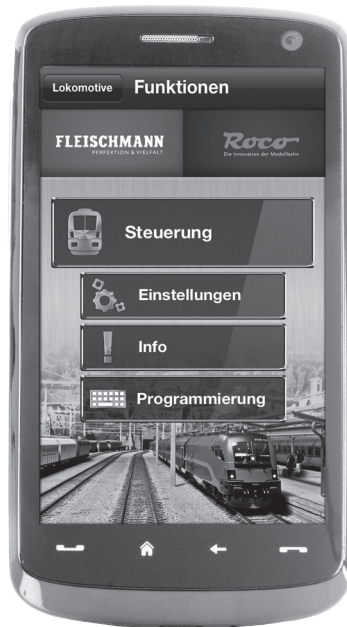 Lokomotive Funktionen
FLEISCHMANN
PERFEKTION & VIELFALT
Roco
Die Innovation der Modellbahn
Steuerung
Einstellungen
Info
Programmierung